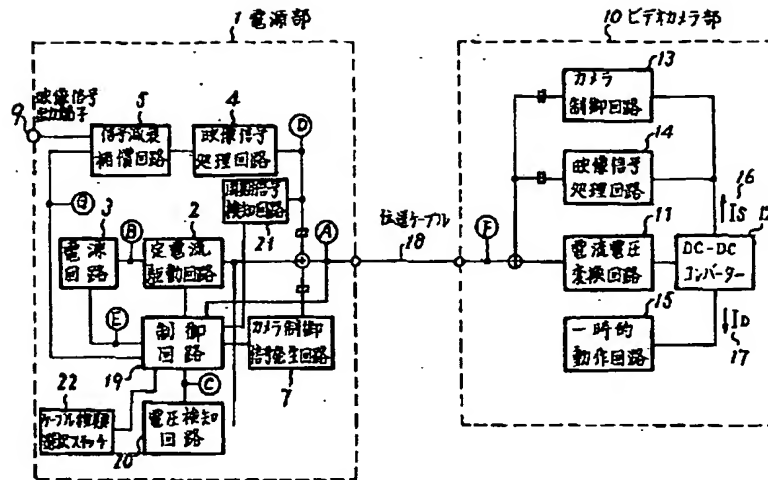 1 電源部
10 ビデオカメラ部
映像信号
出力端子
9
5
信号減衰
補償回路
4
映像信号
処理回路
D
同期信号
検知回路
21
G
3
電源
回路
B
2
定電流
駆動回路
A
伝送ケーブル
18
F
E
制御
回路
19
カメラ制御
信号発生回路
7
22
ケーブル種類
選択スイッチ
C
電圧検知
回路
20
13
カメラ
制御回路
14
映像信号
処理回路
16
IS
11
電流電圧
変換回路
12
DC-DC
コンバーター
15
一時的
動作回路
ID
17